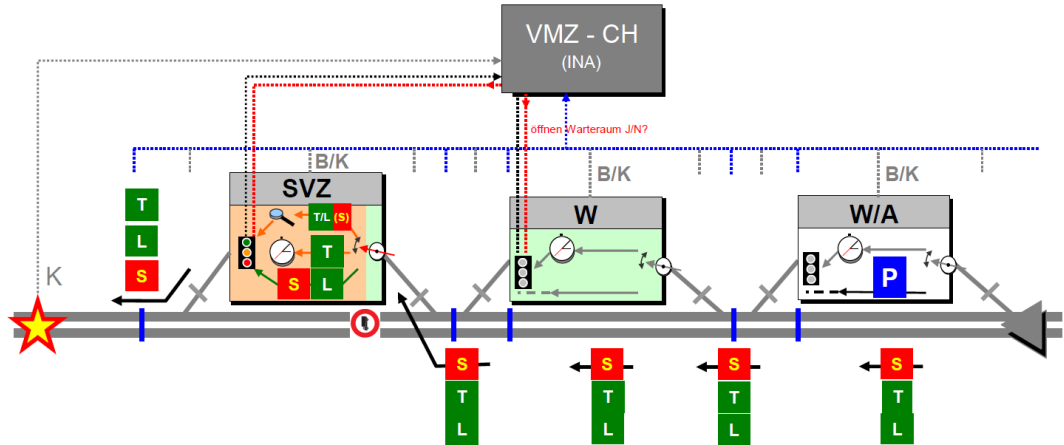 VMZ - CH
(INA)
öffnen Warteraum J/N?
B/K
B/K
B/K
SVZ
W
W/A
T
L
S
T/L (S)
T
S
L
P
K
S
T
L
S
T
L
S
T
L
S
T
L